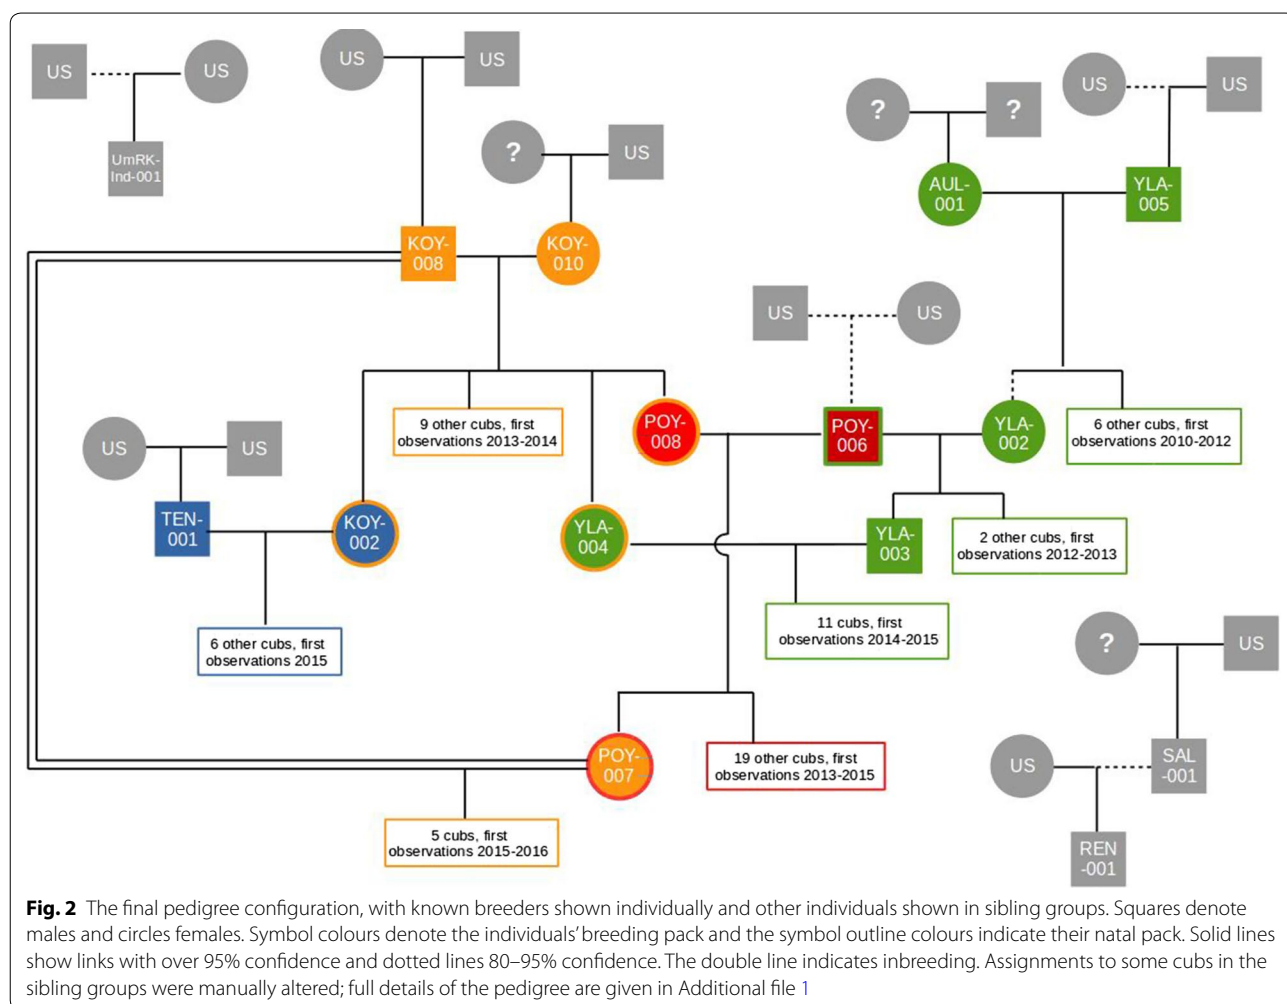 US
US
UmRK-
Ind-001
US
US
?
US
KOY-
008
KOY-
010
?
?
US
US
AUL-
001
YLA-
005
US
US
9 other cubs, first
observations 2013-2014
POY-
008
POY-
006
YLA-
002
6 other cubs, first
observations 2010-2012
US
US
TEN-
001
KOY-
002
YLA-
004
YLA-
003
2 other cubs, first
observations 2012-2013
6 other cubs, first
observations 2015
11 cubs, first
observations 2014-2015
?
US
POY-
007
19 other cubs, first
observations 2013-2015
US
SAL
-001
5 cubs, first
observations 2015-2016
REN
-001
Fig. 2 The final pedigree configuration, with known breeders shown individually and other individuals shown in sibling groups. Squares denote
males and circles females. Symbol colours denote the individuals’ breeding pack and the symbol outline colours indicate their natal pack. Solid lines
show links with over 95% confidence and dotted lines 80–95% confidence. The double line indicates inbreeding. Assignments to some cubs in the
sibling groups were manually altered; full details of the pedigree are given in Additional file 1